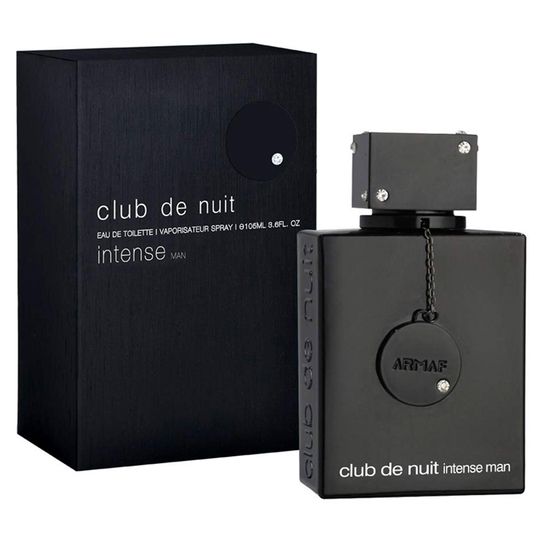 club de nuit
EAU DE TOILETTE I VAPORISATEUR SPRAY I ℮105ML 3.6FL. OZ
intense MAN
club de nuit
ARMAF
club de nuit intense man